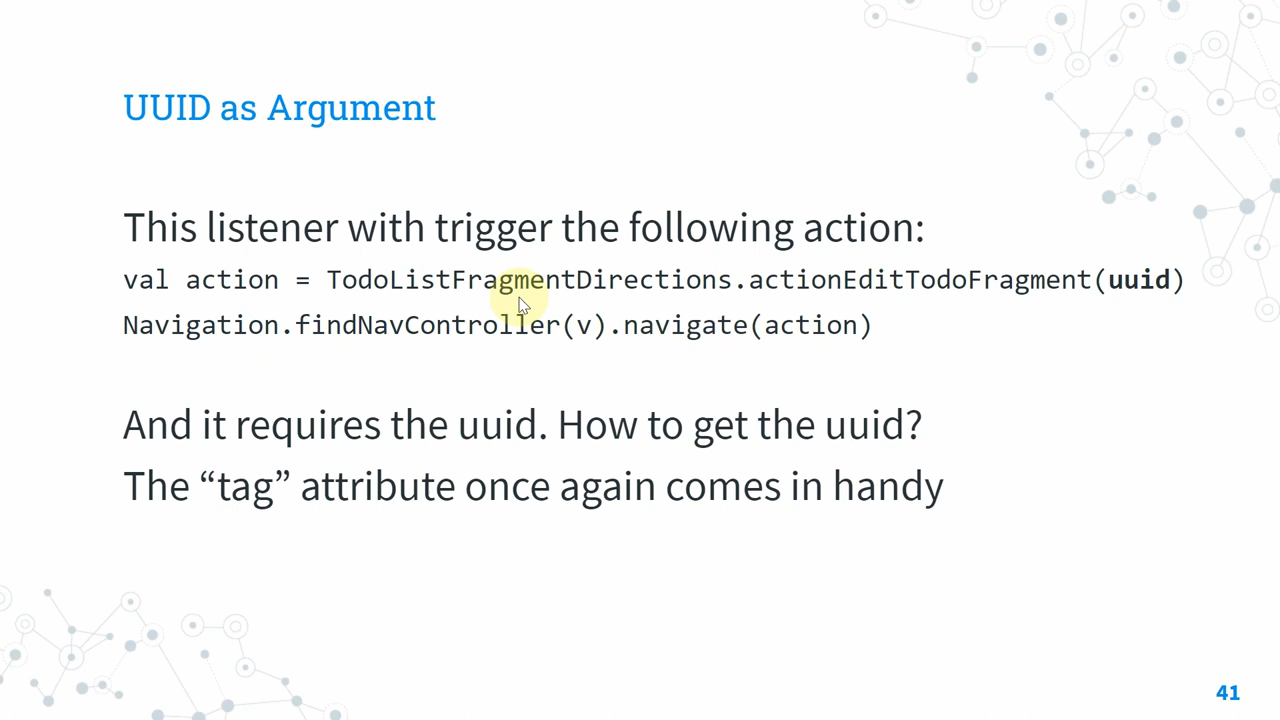 UUID as Argument
This listener with trigger the following action:
val action = TodoListFragmentDirections.actionEditTodoFragment(uuid)
Navigation.findNavController(v).navigate(action)
And it requires the uuid. How to get the uuid?
The “tag” attribute once again comes in handy
41